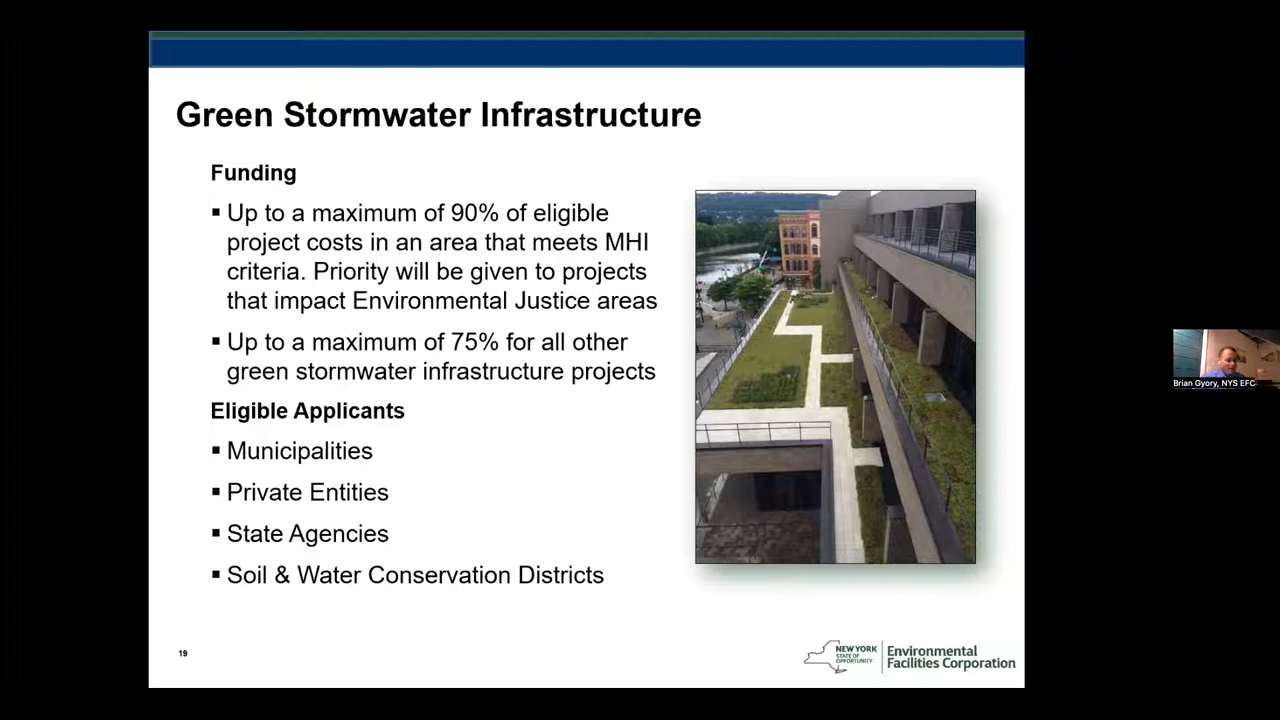 Green Stormwater Infrastructure
Funding
▪ Up to a maximum of 90% of eligible
project costs in an area that meets MHI
criteria. Priority will be given to projects
that impact Environmental Justice areas
▪ Up to a maximum of 75% for all other
green stormwater infrastructure projects
Eligible Applicants
▪ Municipalities
▪ Private Entities
▪ State Agencies
▪ Soil & Water Conservation Districts
Brian Gyory, NYS EFC
19
NEW YORK
STATE OF
OPPORTUNITY.
Environmental
Facilities Corporation